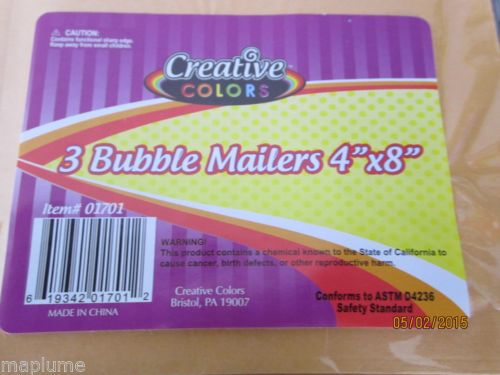 ⚠ CAUTION:
Contains functional sharp edge.
Keep away from small children.
Creative™
COLORS
3 Bubble Mailers 4"x8"
Item# 01701
WARNING!
This product contains a chemical known to the State of California to
cause cancer, birth defects, or other reproductive harm.
6 19342 01701 2
MADE IN CHINA
Creative Colors
Bristol, PA 19007
Conforms to ASTM D4236
Safety Standard
05/02/2015
maplume
maplume